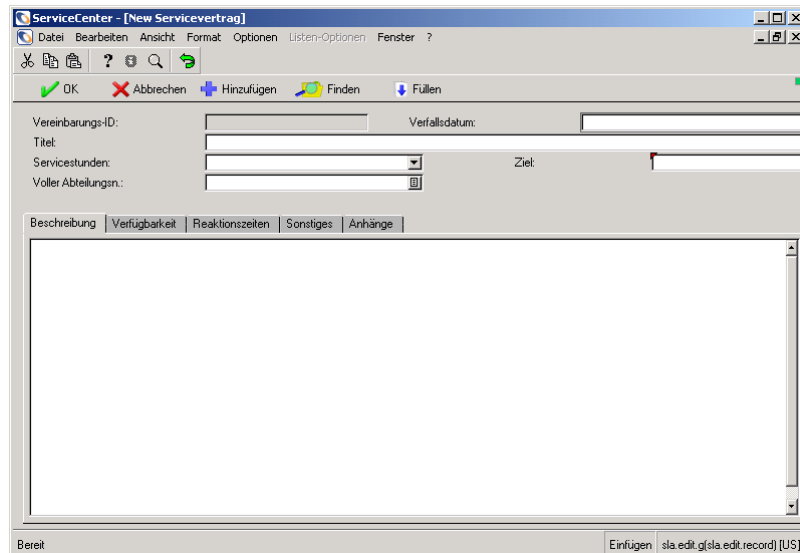 ServiceCenter - [New Servicevertrag]
Datei Bearbeiten Ansicht Format Optionen Listen-Optionen Fenster ?
OK Abbrechen Hinzufügen Finden Füllen
Vereinbarungs-ID: Verfallsdatum:
Titel:
Servicestunden: Ziel:
Voller Abteilungsn.:
Beschreibung Verfügbarkeit Reaktionszeiten Sonstiges Anhänge
Bereit Einfügen sla.edit.g(sla.edit.record) [US]